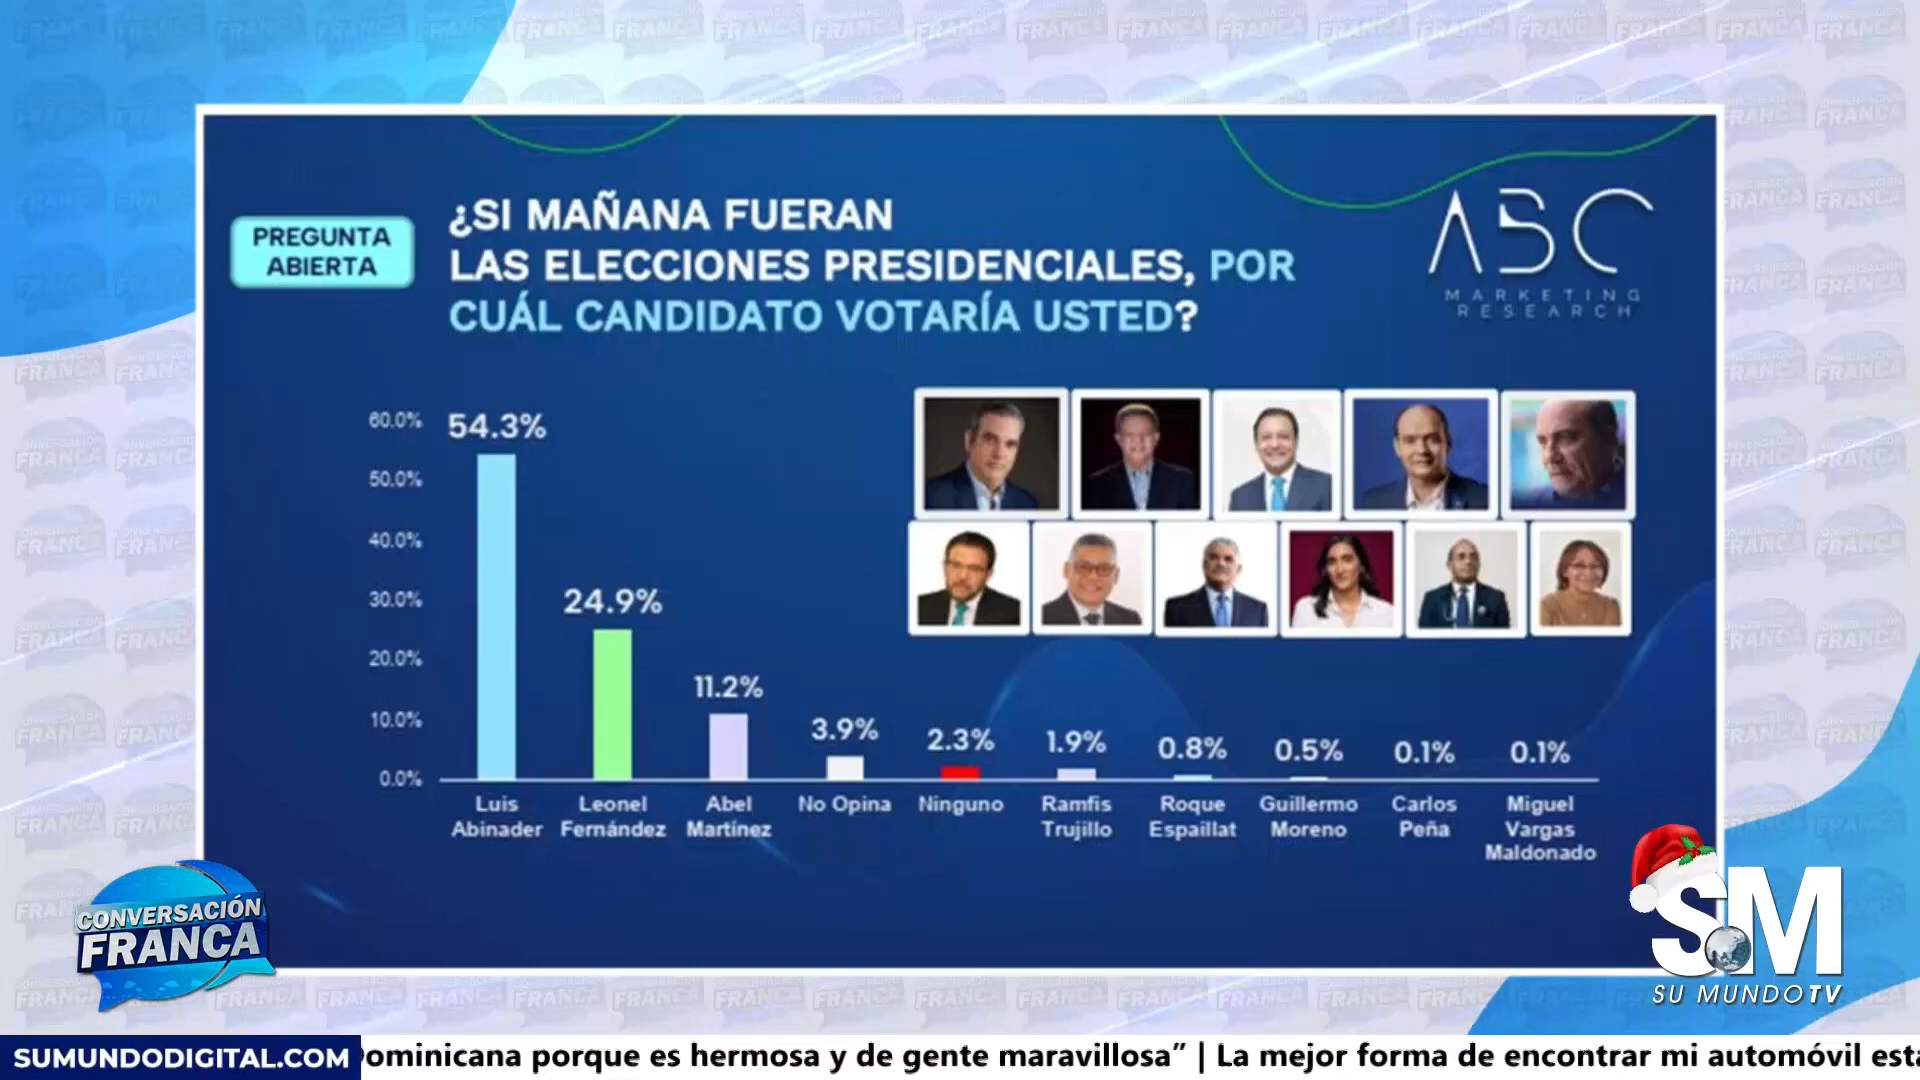 PREGUNTA
ABIERTA
¿SI MAÑANA FUERAN
LAS ELECCIONES PRESIDENCIALES, POR
CUÁL CANDIDATO VOTARÍA USTED?
ABC
MARKETING
RESEARCH
60.0%
50.0%
40.0%
30.0%
20.0%
10.0%
0.0%
54.3%
24.9%
11.2%
3.9%
2.3%
1.9%
0.8%
0.5%
0.1%
0.1%
Luis
Abinader
Leonel
Fernández
Abel
Martínez
No Opina
Ninguno
Ramfis
Trujillo
Roque
Espaillat
Guillermo
Moreno
Carlos
Peña
Miguel
Vargas
Maldonado
CONVERSACIÓN
FRANCA
SM
SU MUNDOTV
SUMUNDODIGITAL.COM
ominicana porque es hermosa y de gente maravillosa” | La mejor forma de encontrar mi automóvil est